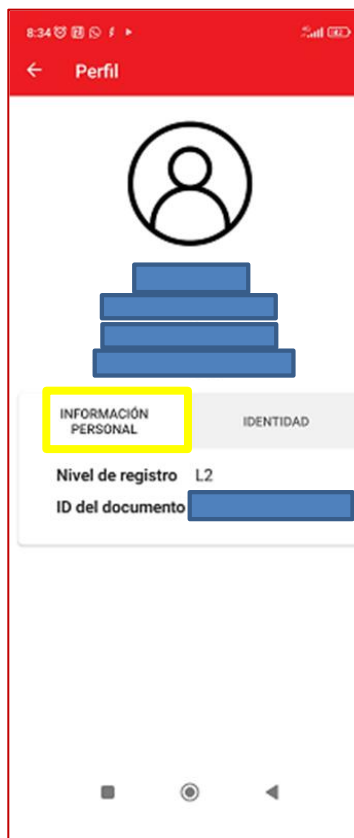 8:34
Perfil
INFORMACIÓN
PERSONAL
IDENTIDAD
Nivel de registro L2
ID del documento